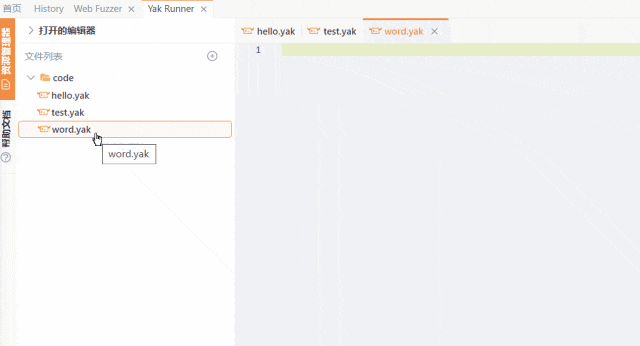 首页 History Web Fuzzer Yak Runner
资源管理器
帮助文档
打开的编辑器
文件列表
code
hello.yak
test.yak
word.yak
word.yak
hello.yak test.yak word.yak
1